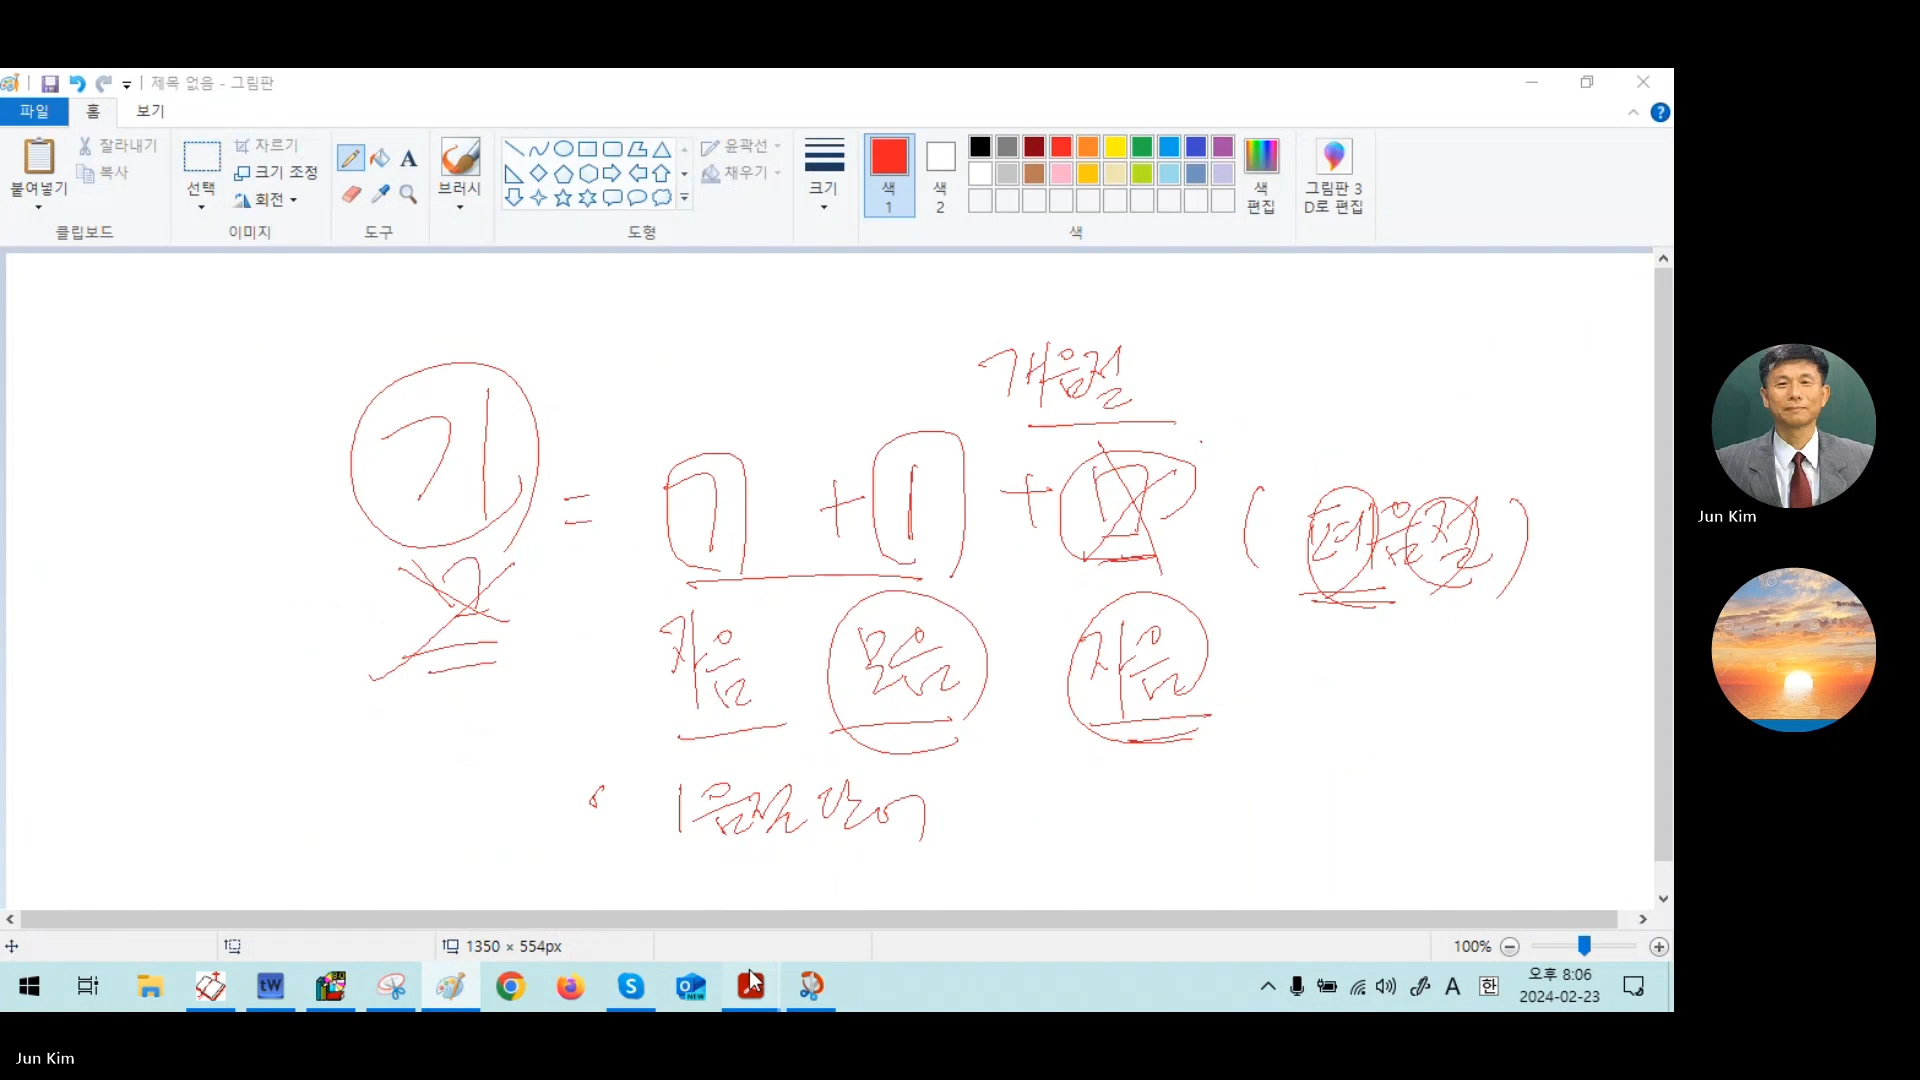 제목 없음 - 그림판
파일 홈 보기
붙여넣기
잘라내기
복사
클립보드
선택
자르기
크기 조정
회전
이미지
A
도구
브러시
도형
윤곽선
채우기
크기
색
1
색
2
색
색
편집
그림판 3
D로 편집
개음절
기 = ㄱ + ㅣ + ㅁ (폐음절)
자음 모음 자음
1음절 단어
1350 × 554px
100%
tW
S
NEW
A
한
오후 8:06
2024-02-23
Jun Kim
Jun Kim